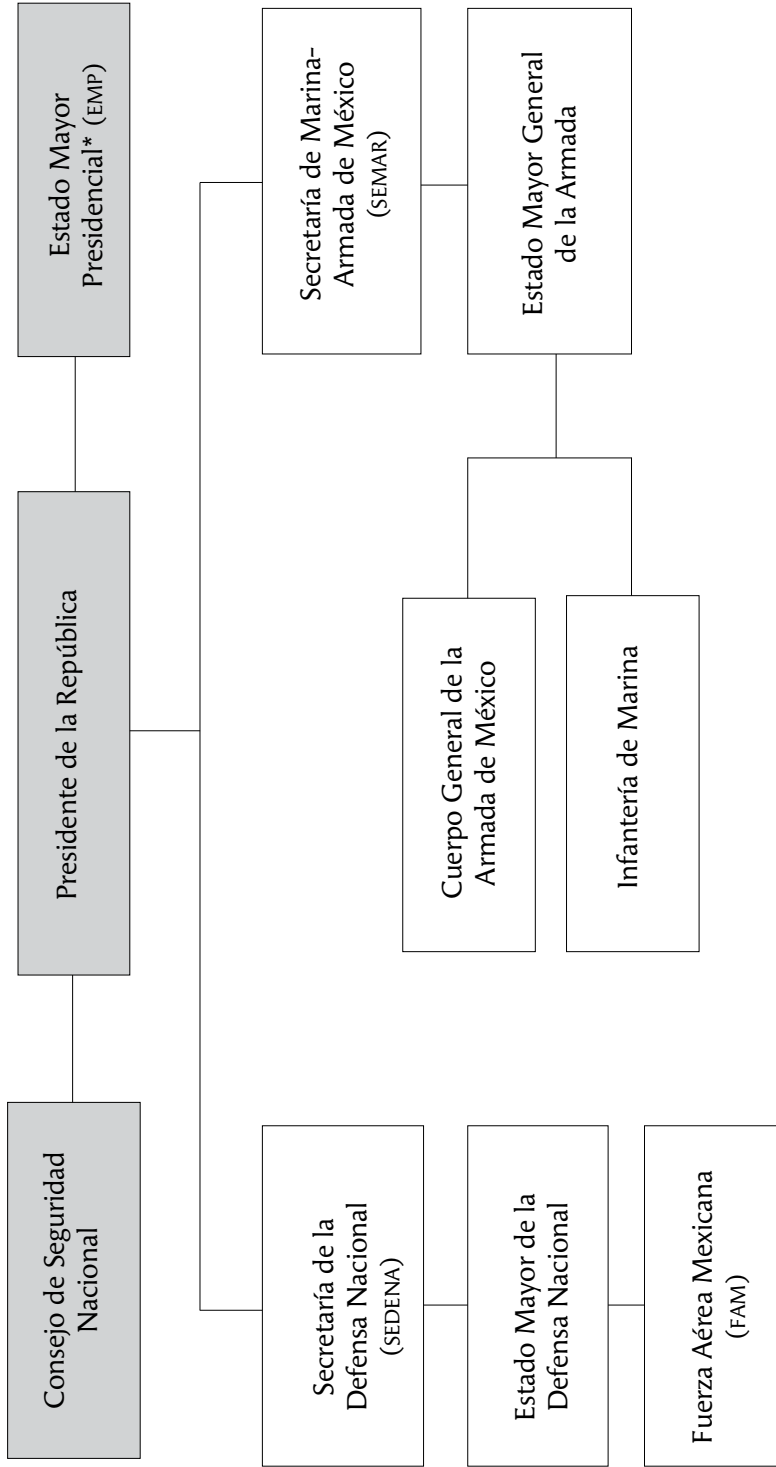 Consejo de Seguridad
Nacional
Presidente de la República
Estado Mayor
Presidencial* (EMP)
Secretaría de la
Defensa Nacional
(SEDENA)
Secretaría de Marina-
Armada de México
(SEMAR)
Estado Mayor de la
Defensa Nacional
Estado Mayor General
de la Armada
Fuerza Aérea Mexicana
(FAM)
Cuerpo General de la
Armada de México
Infantería de Marina